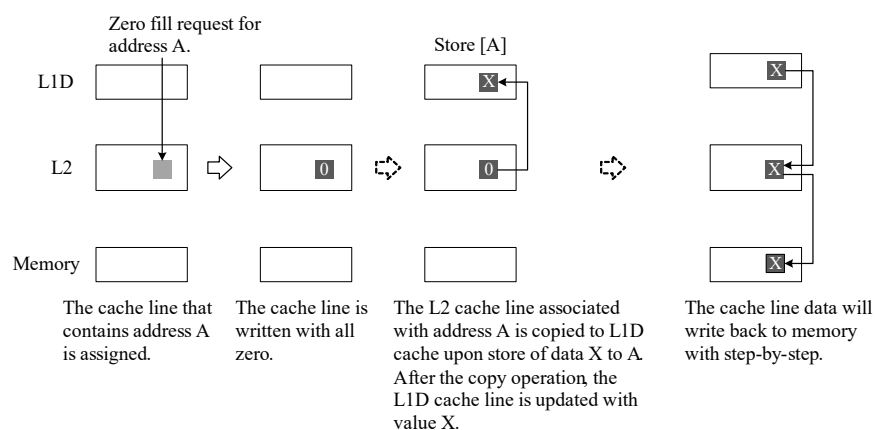 Zero fill request for
address A.
Store [A]
L1D
X
X
L2
0
0
X
Memory
X
The cache line that
contains address A
is assigned.
The cache line is
written with all
zero.
The L2 cache line associated
with address A is copied to L1D
cache upon store of data X to A.
After the copy operation, the
L1D cache line is updated with
value X.
The cache line data will
write back to memory
with step-by-step.